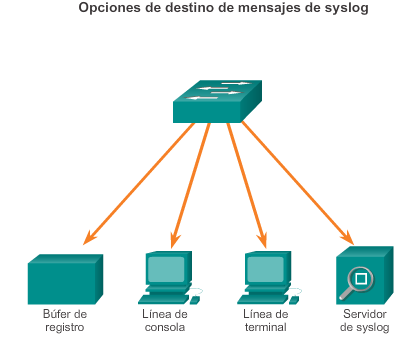 Opciones de destino de mensajes de syslog
Búfer de
registro
Línea de
consola
Línea de
terminal
Servidor
de syslog